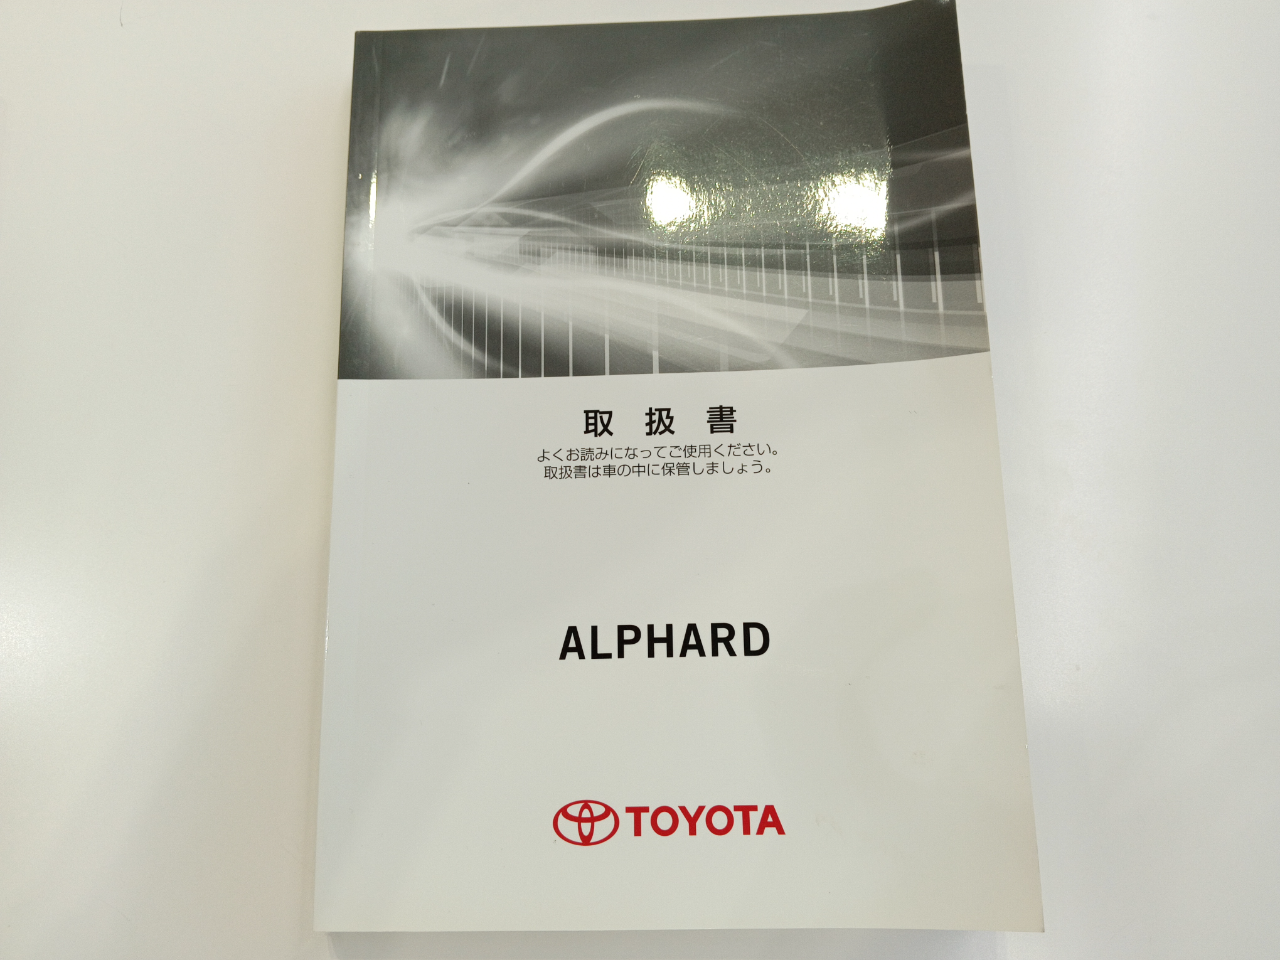 取扱書
よくお読みになってご使用ください。
取扱書は車の中に保管しましょう。
ALPHARD
TOYOTA